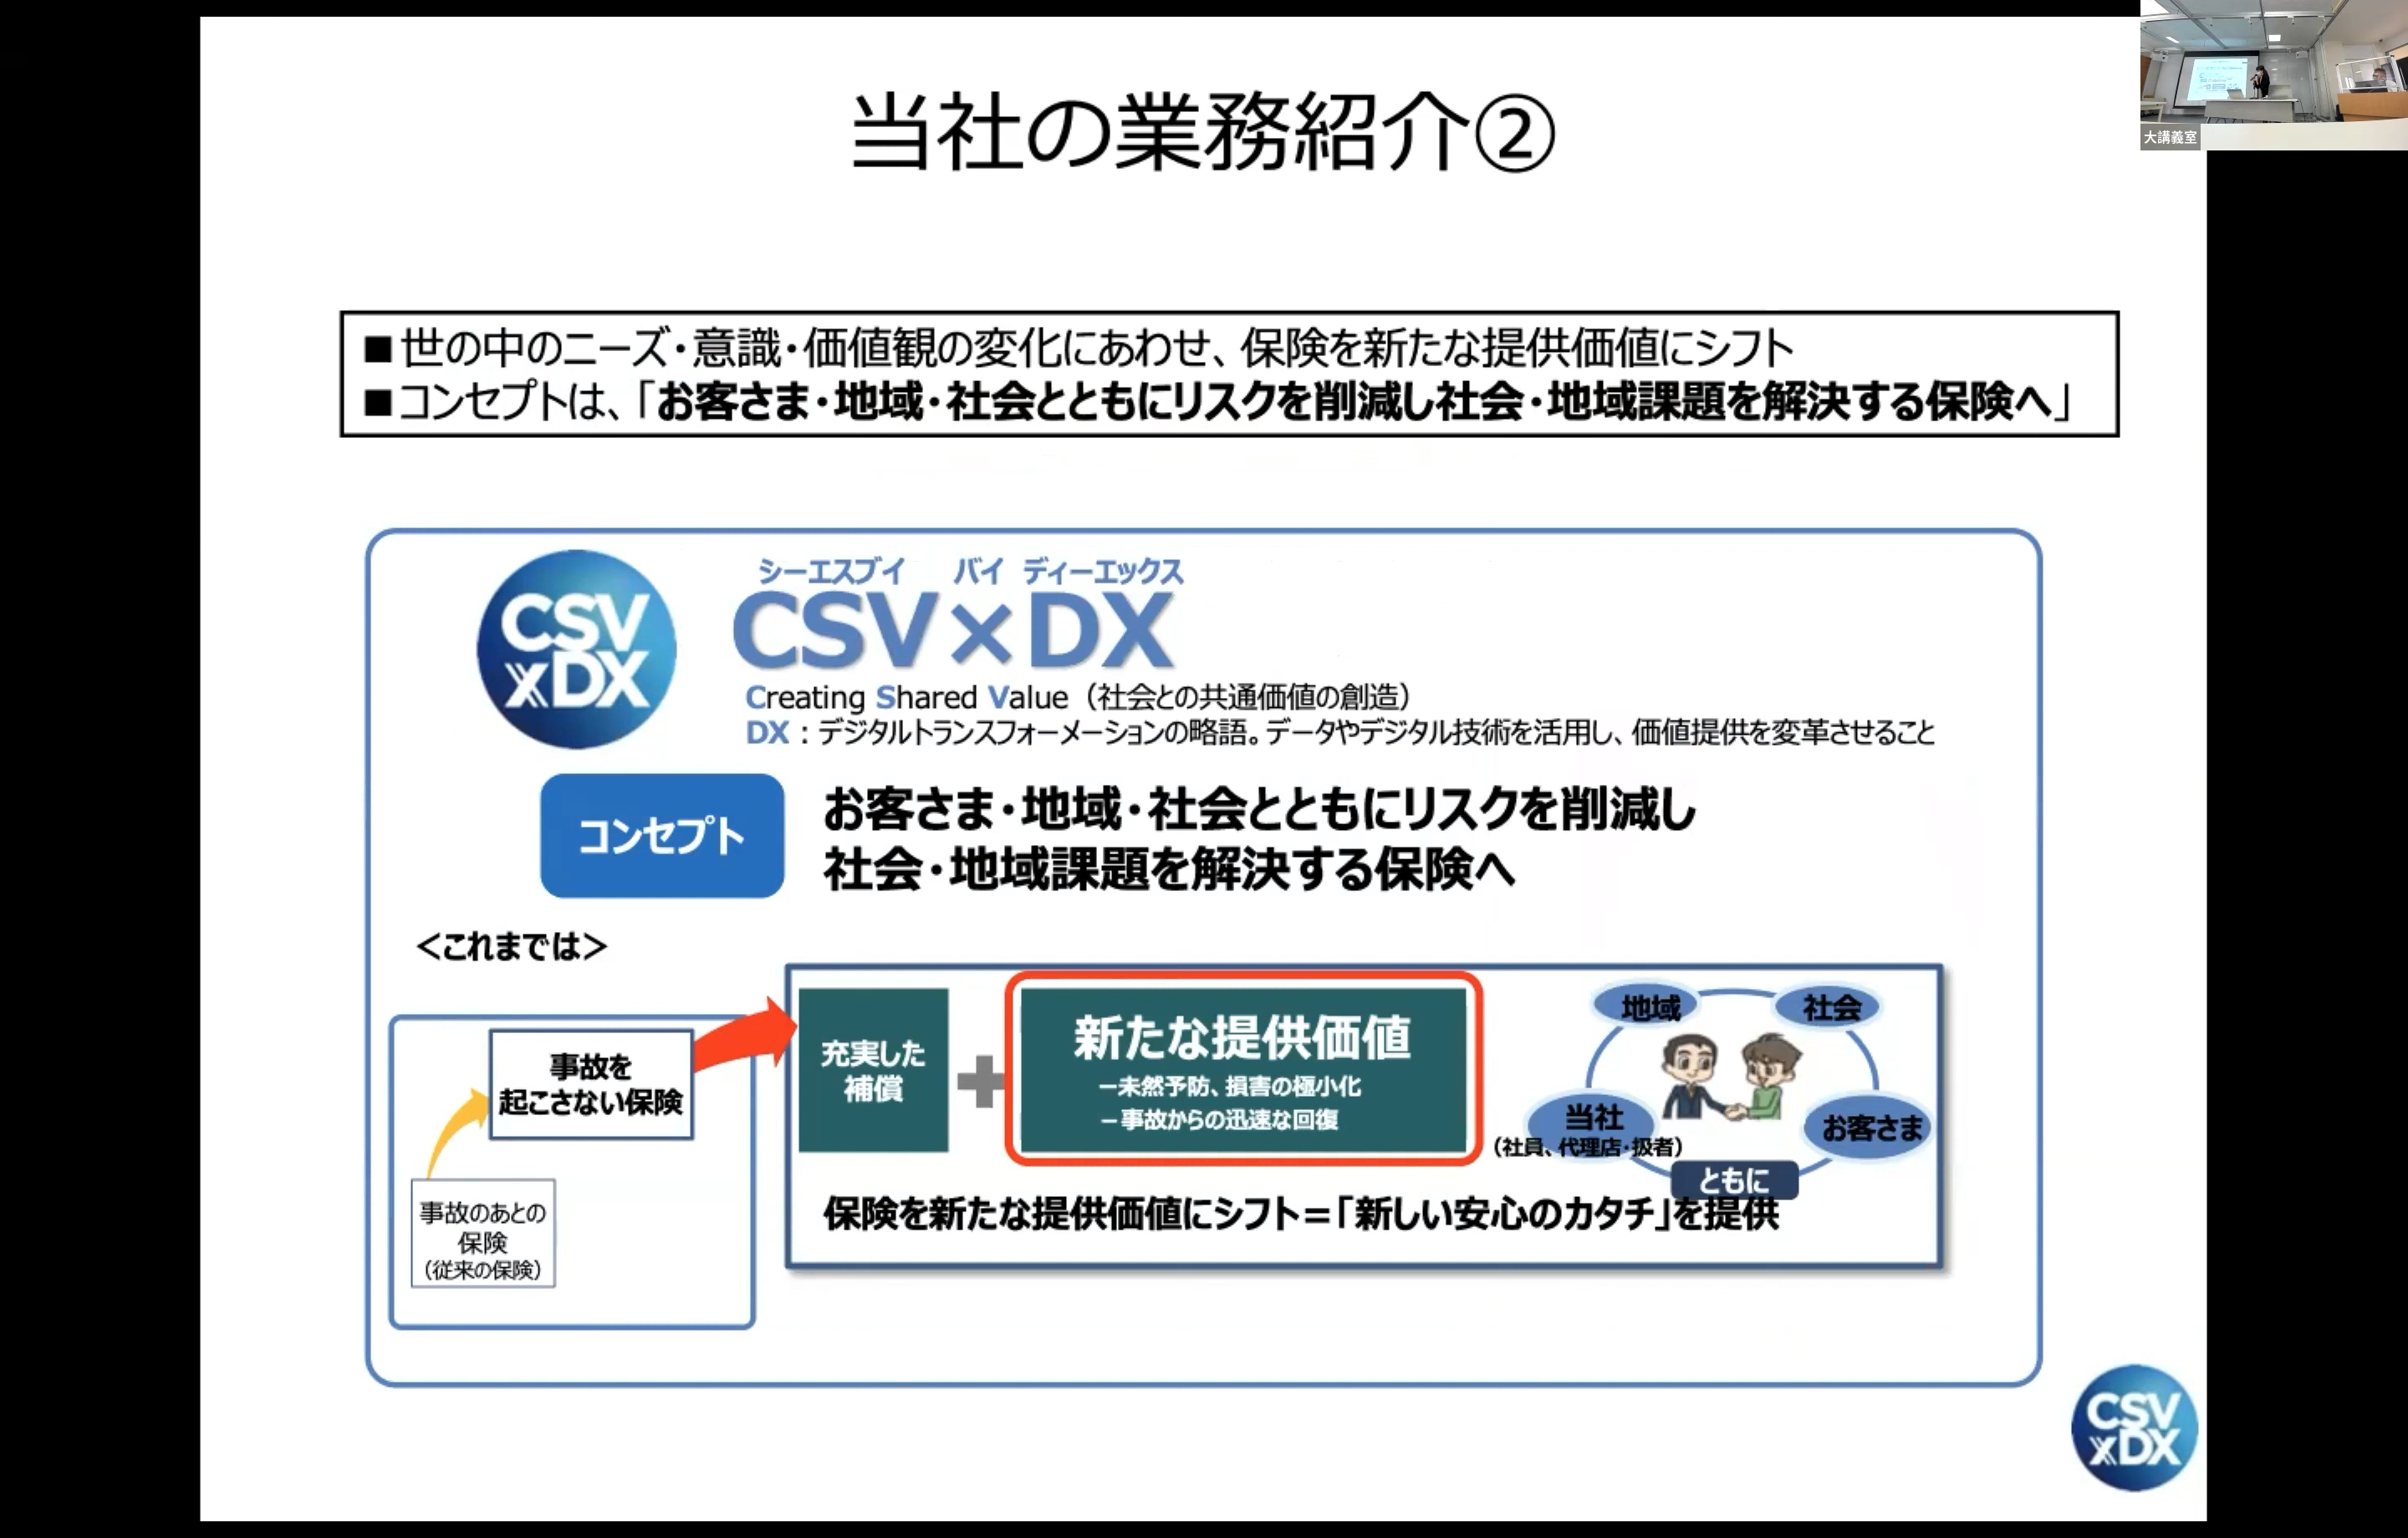 当社の業務紹介②
大講義室
■世の中のニーズ・意識・価値観の変化にあわせ、保険を新たな提供価値にシフト
■コンセプトは、「お客さま・地域・社会とともにリスクを削減し社会・地域課題を解決する保険へ」
CSV
xDX
シーエスブイ バイ ディーエックス
CSV×DX
Creating Shared Value（社会との共通価値の創造）
DX：デジタルトランスフォーメーションの略語。データやデジタル技術を活用し、価値提供を変革させること
コンセプト
お客さま・地域・社会とともにリスクを削減し
社会・地域課題を解決する保険へ
＜これまでは＞
事故を
起こさない保険
事故のあとの
保険
（従来の保険）
充実した
補償
新たな提供価値
－未然予防、損害の極小化
－事故からの迅速な回復
地域
社会
当社
（社員、代理店・扱者）
お客さま
ともに
保険を新たな提供価値にシフト＝「新しい安心のカタチ」を提供
CSV
xDX